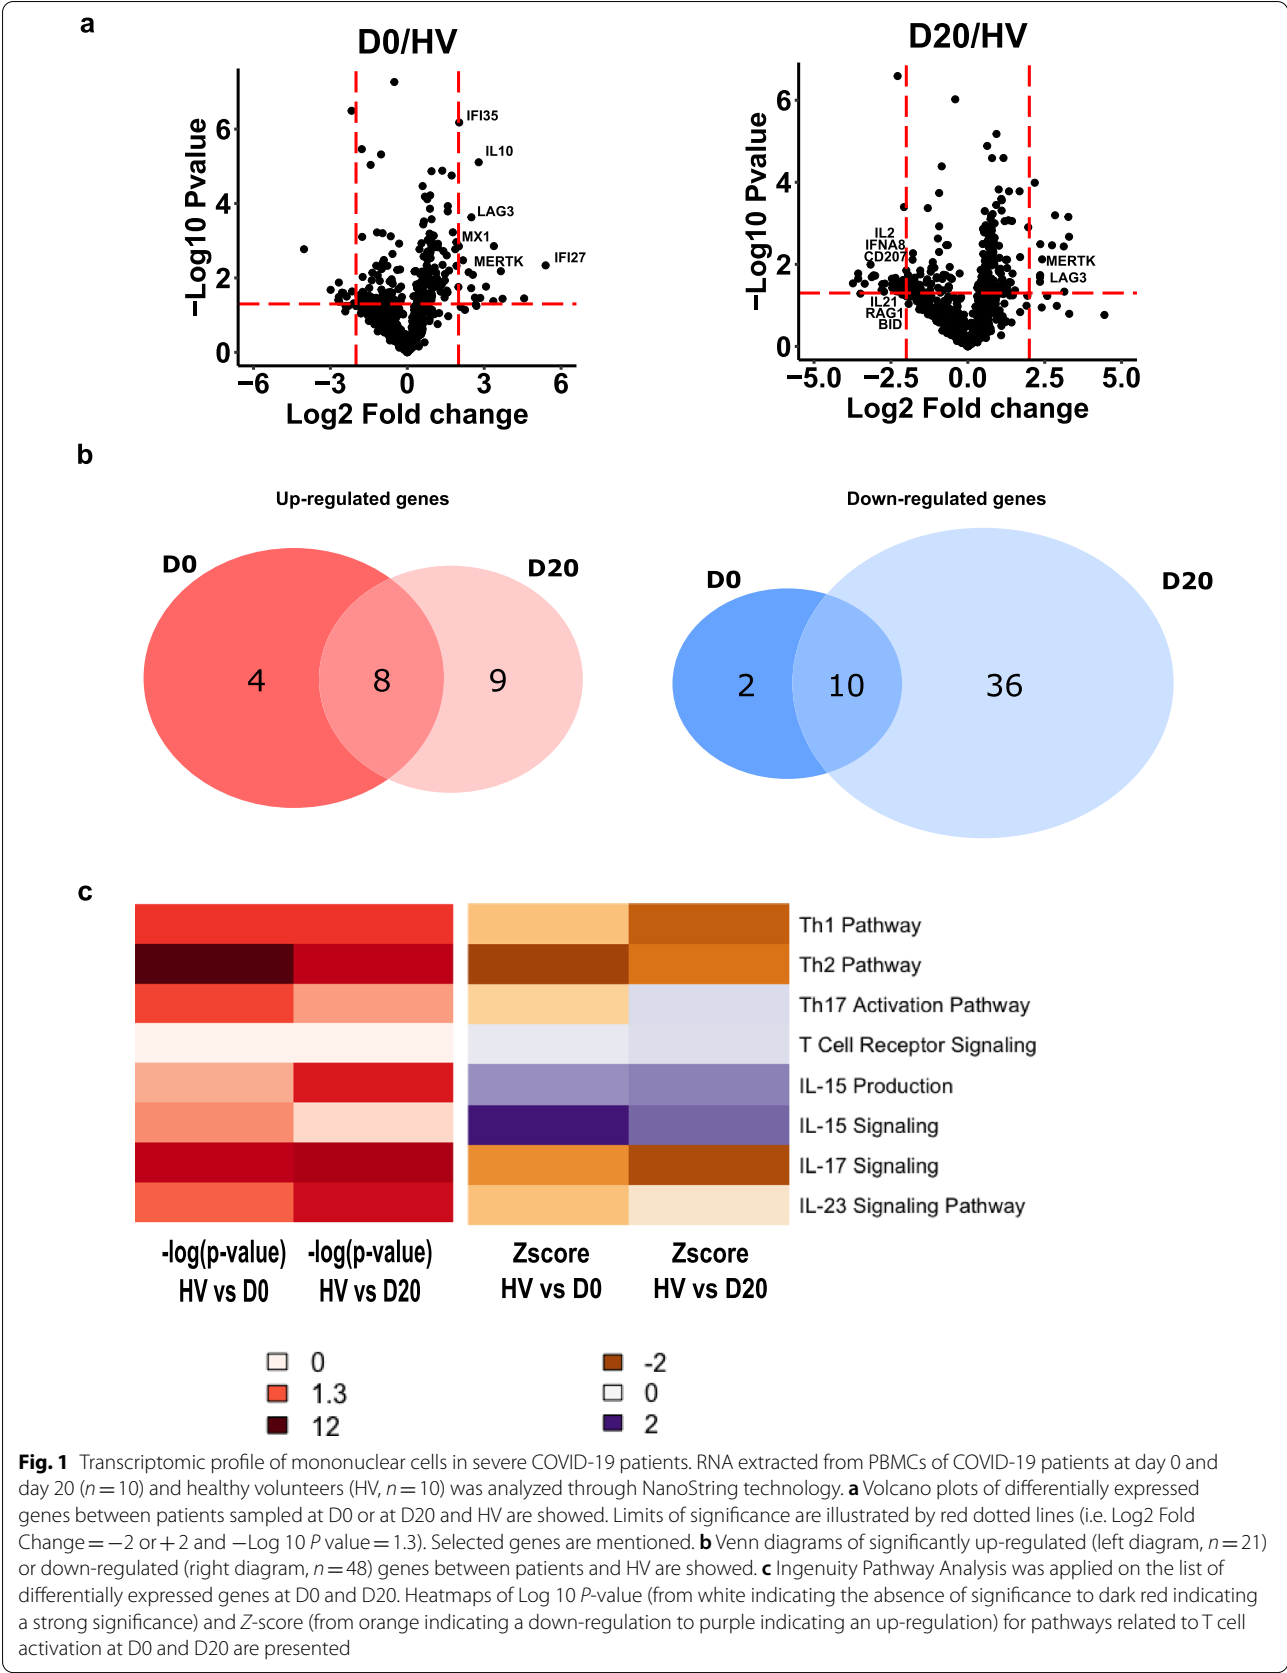 a
D0/HV
D20/HV
−Log10 Pvalue
6
4
2
0
IFI35
IL10
LAG3
MX1
MERTK
IFI27
−6 −3 0 3 6
Log2 Fold change
−Log10 Pvalue
6
4
2
0
IL2
IFNA8
CD207
MERTK
LAG3
IL21
RAG1
BID
−5.0 −2.5 0.0 2.5 5.0
Log2 Fold change
b
Up-regulated genes
D0
D20
4 8 9
Down-regulated genes
D0
D20
2 10 36
c
Th1 Pathway
Th2 Pathway
Th17 Activation Pathway
T Cell Receptor Signaling
IL-15 Production
IL-15 Signaling
IL-17 Signaling
IL-23 Signaling Pathway
-log(p-value)
HV vs D0
-log(p-value)
HV vs D20
Zscore
HV vs D0
Zscore
HV vs D20
0
1.3
12
-2
0
2
Fig. 1 Transcriptomic profile of mononuclear cells in severe COVID-19 patients. RNA extracted from PBMCs of COVID-19 patients at day 0 and
day 20 (n = 10) and healthy volunteers (HV, n = 10) was analyzed through NanoString technology. a Volcano plots of differentially expressed
genes between patients sampled at D0 or at D20 and HV are showed. Limits of significance are illustrated by red dotted lines (i.e. Log2 Fold
Change = −2 or + 2 and −Log 10 P value = 1.3). Selected genes are mentioned. b Venn diagrams of significantly up-regulated (left diagram, n = 21)
or down-regulated (right diagram, n = 48) genes between patients and HV are showed. c Ingenuity Pathway Analysis was applied on the list of
differentially expressed genes at D0 and D20. Heatmaps of Log 10 P-value (from white indicating the absence of significance to dark red indicating
a strong significance) and Z-score (from orange indicating a down-regulation to purple indicating an up-regulation) for pathways related to T cell
activation at D0 and D20 are presented